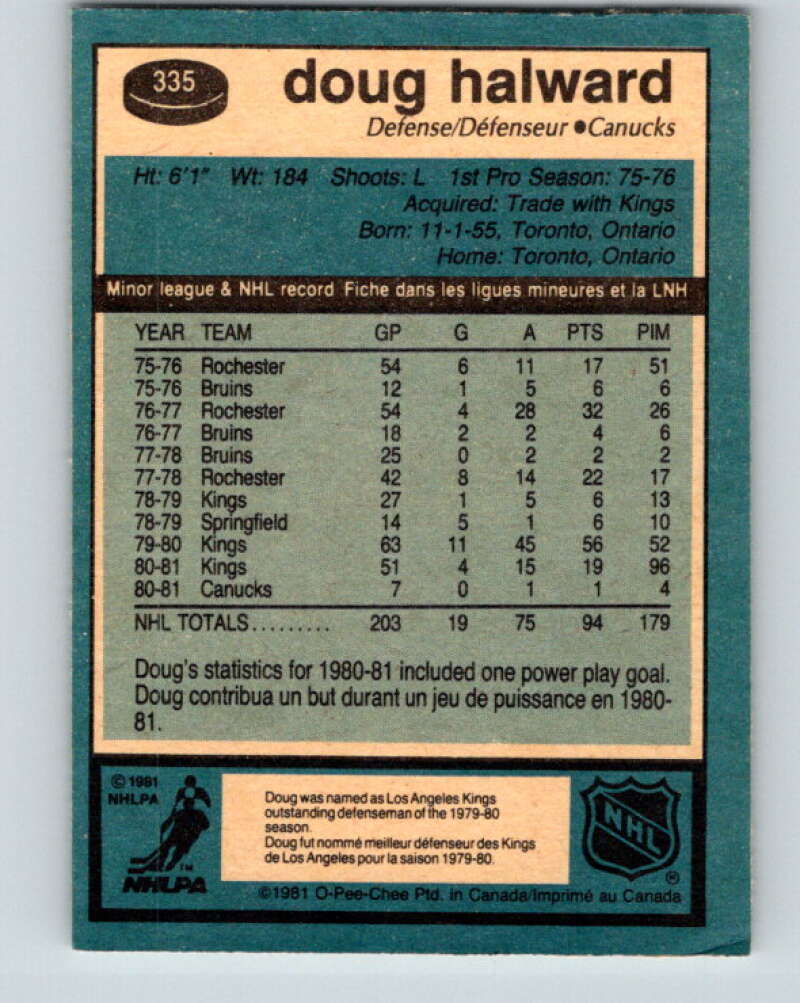 335
doug halward
Defense/Défenseur ●Canucks
Ht: 6'1" Wt: 184 Shoots: L 1st Pro Season: 75-76
Acquired: Trade with Kings
Born: 11-1-55, Toronto, Ontario
Home: Toronto, Ontario
Minor league & NHL record Fiche dans les ligues mineures et la LNH
YEAR TEAM GP G A PTS PIM
75-76 Rochester 54 6 11 17 51
75-76 Bruins 12 1 5 6 6
76-77 Rochester 54 4 28 32 26
76-77 Bruins 18 2 2 4 6
77-78 Bruins 25 0 2 2 2
77-78 Rochester 42 8 14 22 17
78-79 Kings 27 1 5 6 13
78-79 Springfield 14 5 1 6 10
79-80 Kings 63 11 45 56 52
80-81 Kings 51 4 15 19 96
80-81 Canucks 7 0 1 1 4
NHL TOTALS......... 203 19 75 94 179
Doug's statistics for 1980-81 included one power play goal.
Doug contribua un but durant un jeu de puissance en 1980-
81.
©1981
NHLPA
NHLPA
™
Doug was named as Los Angeles Kings
outstanding defenseman of the 1979-80
season.
Doug fut nommé meilleur défenseur des Kings
de Los Angeles pour la saison 1979-80.
NHL
®
©1981 O-Pee-Chee Ptd. in Canada/Imprimé au Canada